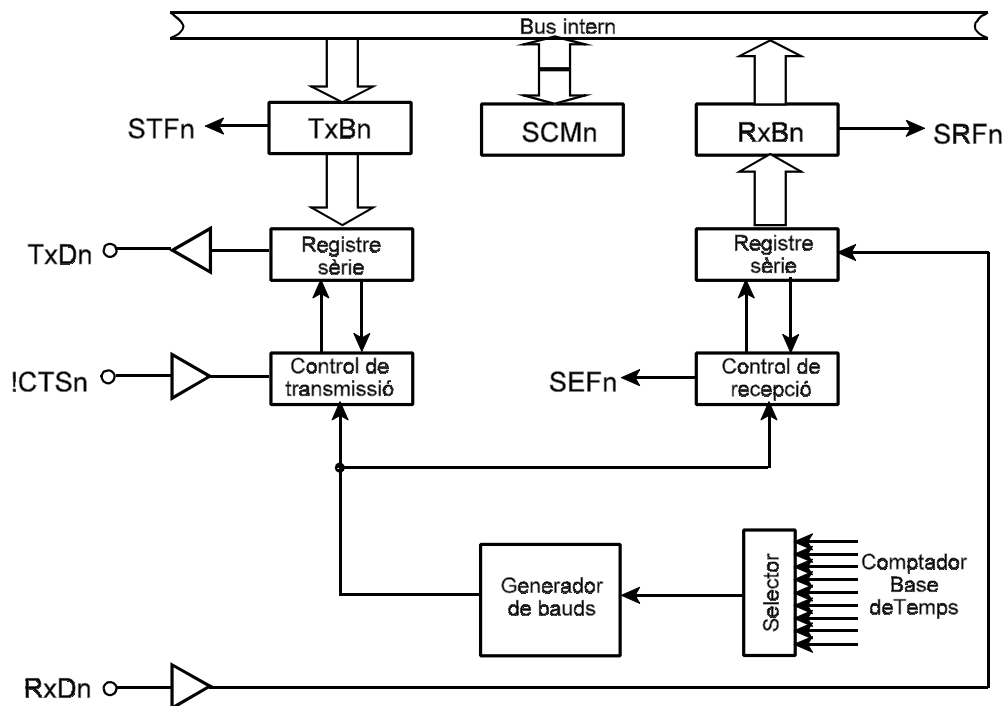 Bus intern
STFn
TxBn
SCMn
RxBn
SRFn
TxDn
Registre
sèrie
Registre
sèrie
!CTSn
Control de
transmissió
SEFn
Control de
recepció
Generador
de bauds
Selector
Comptador
Base
deTemps
RxDn